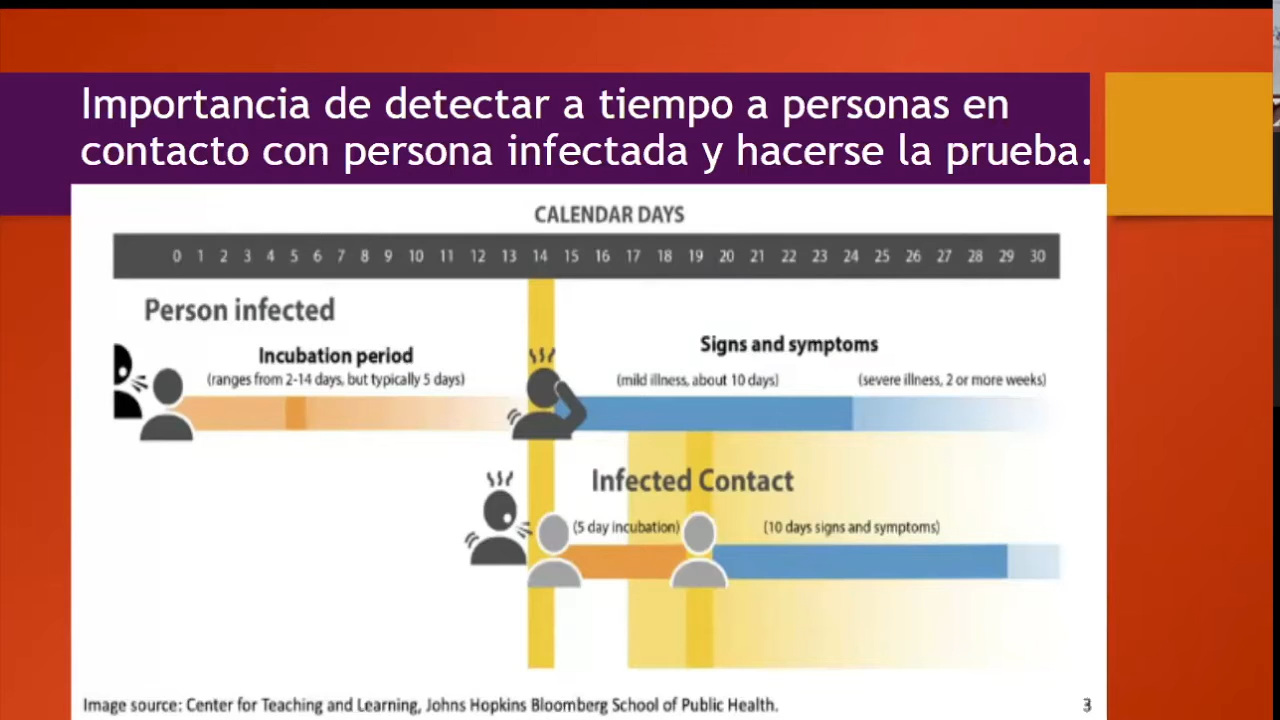 Importancia de detectar a tiempo a personas en
contacto con persona infectada y hacerse la prueba.
CALENDAR DAYS
0 1 2 3 4 5 6 7 8 9 10 11 12 13 14 15 16 17 18 19 20 21 22 23 24 25 26 27 28 29 30
Person infected
Incubation period
(ranges from 2-14 days, but typically 5 days)
Signs and symptoms
(mild illness, about 10 days) (severe illness, 2 or more weeks)
Infected Contact
(5 day incubation) (10 days signs and symptoms)
Image source: Center for Teaching and Learning, Johns Hopkins Bloomberg School of Public Health.
3